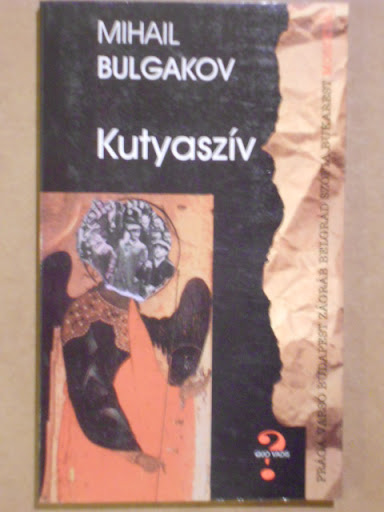 MIHAIL
BULGAKOV
Kutyaszív
QUO VADIS
PRÁGA VARSÓ BUDAPEST ZÁGRÁB BELGRÁD SZÓFIA BUKAREST